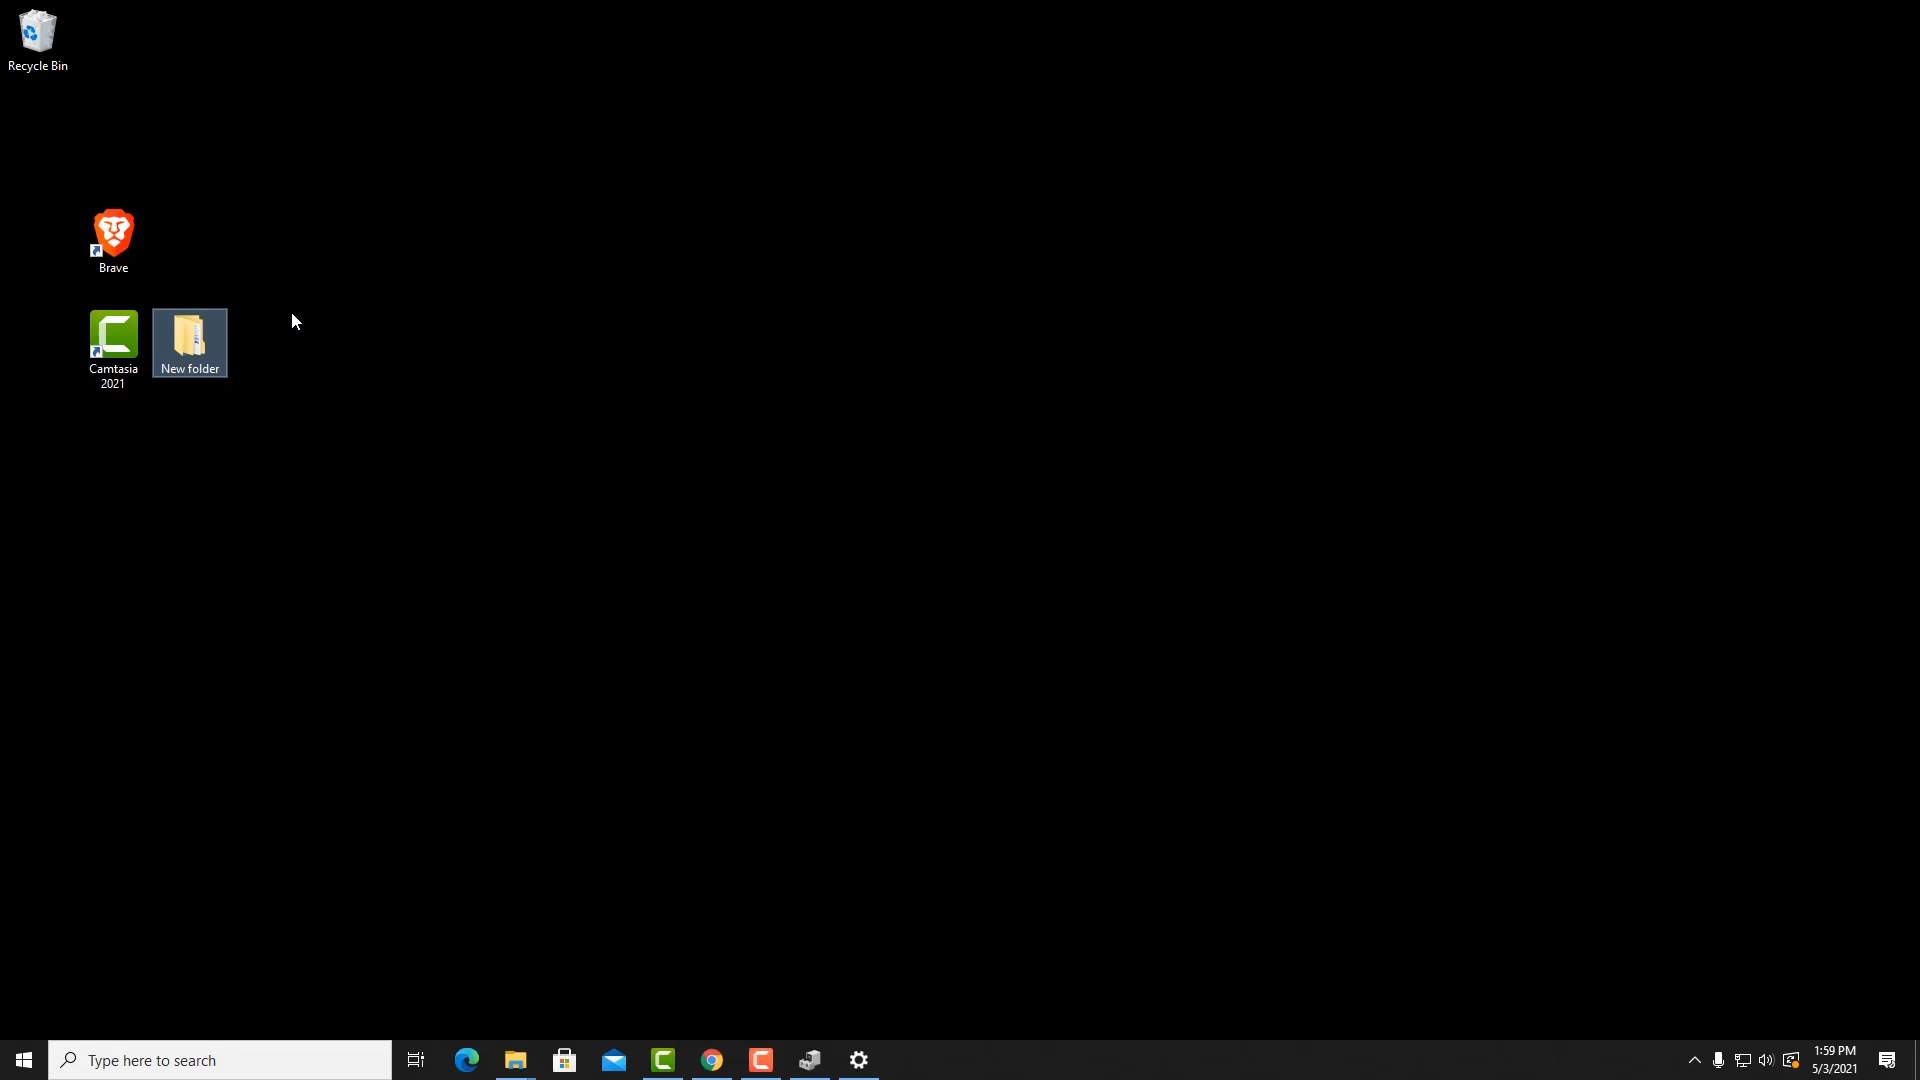 Recycle Bin
Brave
Camtasia
2021
New folder
Type here to search
1:59 PM
5/3/2021